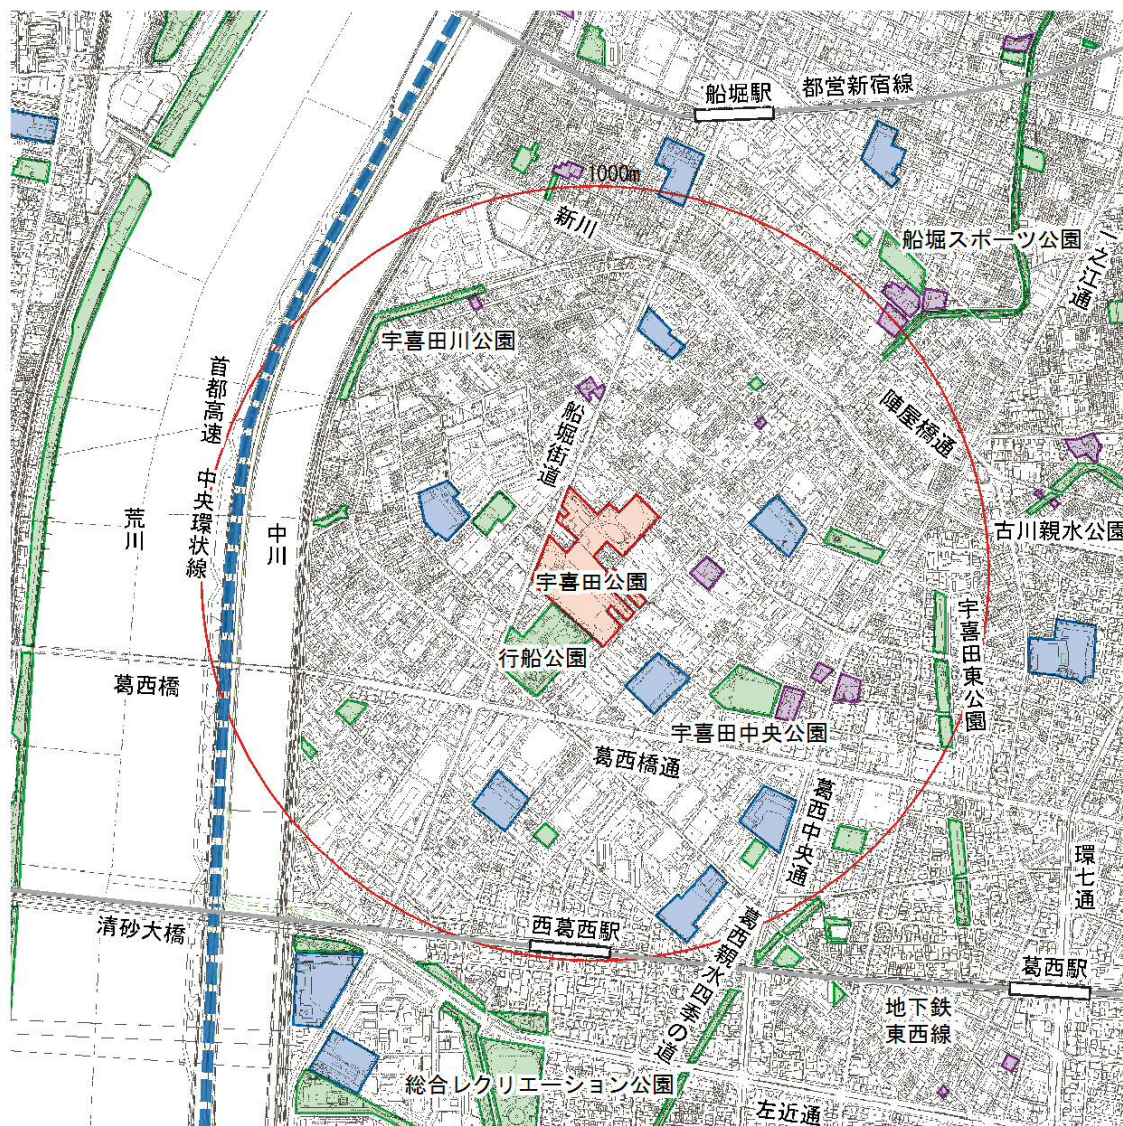 船堀駅
都営新宿線
1000m
新川
船堀スポーツ公園
一之江通
宇喜田川公園
首都高速 中央環状線
船堀街道
陣屋橋通
荒川
中川
古川親水公園
宇喜田公園
宇喜田東公園
行船公園
葛西橋
宇喜田中央公園
葛西橋通
葛西中央通
環七通
清砂大橋
西葛西駅
葛西親水四季の道
葛西駅
地下鉄
東西線
総合レクリエーション公園
左近通